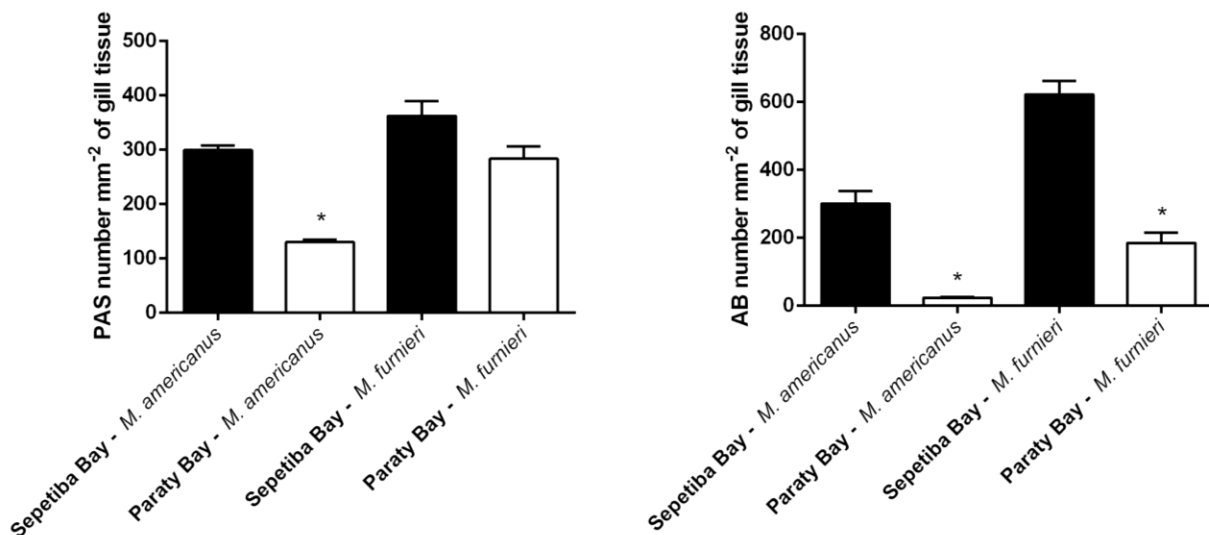 PAS number mm⁻² of gill tissue
500
400
300
200
100
0
*
Sepetiba Bay - M. americanus
Paraty Bay - M. americanus
Sepetiba Bay - M. furnieri
Paraty Bay - M. furnieri
AB number mm⁻² of gill tissue
800
600
400
200
0
*
*
Sepetiba Bay - M. americanus
Paraty Bay - M. americanus
Sepetiba Bay - M. furnieri
Paraty Bay - M. furnieri